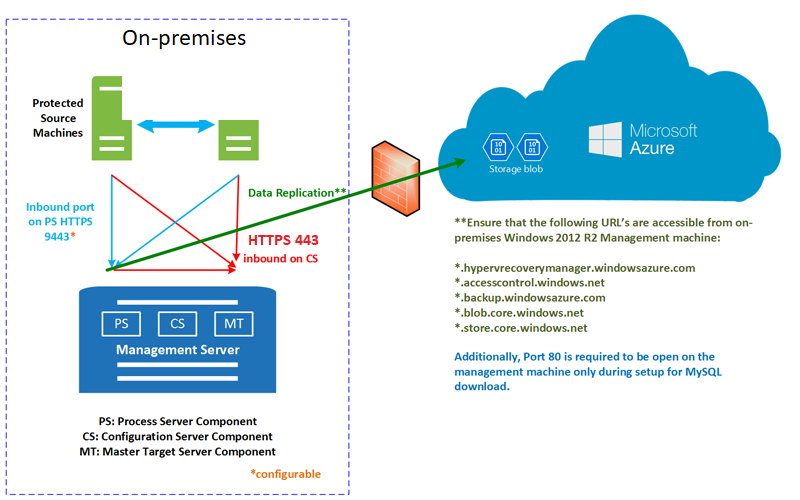 On-premises
Protected
Source
Machines
Inbound port
on PS HTTPS
9443*
Data Replication**
HTTPS 443
inbound on CS
PS
CS
MT
Management Server
PS: Process Server Component
CS: Configuration Server Component
MT: Master Target Server Component
*configurable
10
01
10
01
Storage blob
Microsoft
Azure
**Ensure that the following URL's are accessible from on-
premises Windows 2012 R2 Management machine:
*.hypervrecoverymanager.windowsazure.com
*.accesscontrol.windows.net
*.backup.windowsazure.com
*.blob.core.windows.net
*.store.core.windows.net
Additionally, Port 80 is required to be open on the
management machine only during setup for MySQL
download.